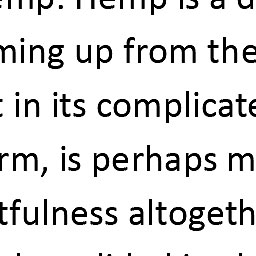 emp. Hemp is a d
ming up from the
t in its complicate
rm, is perhaps m
tfulness altogeth